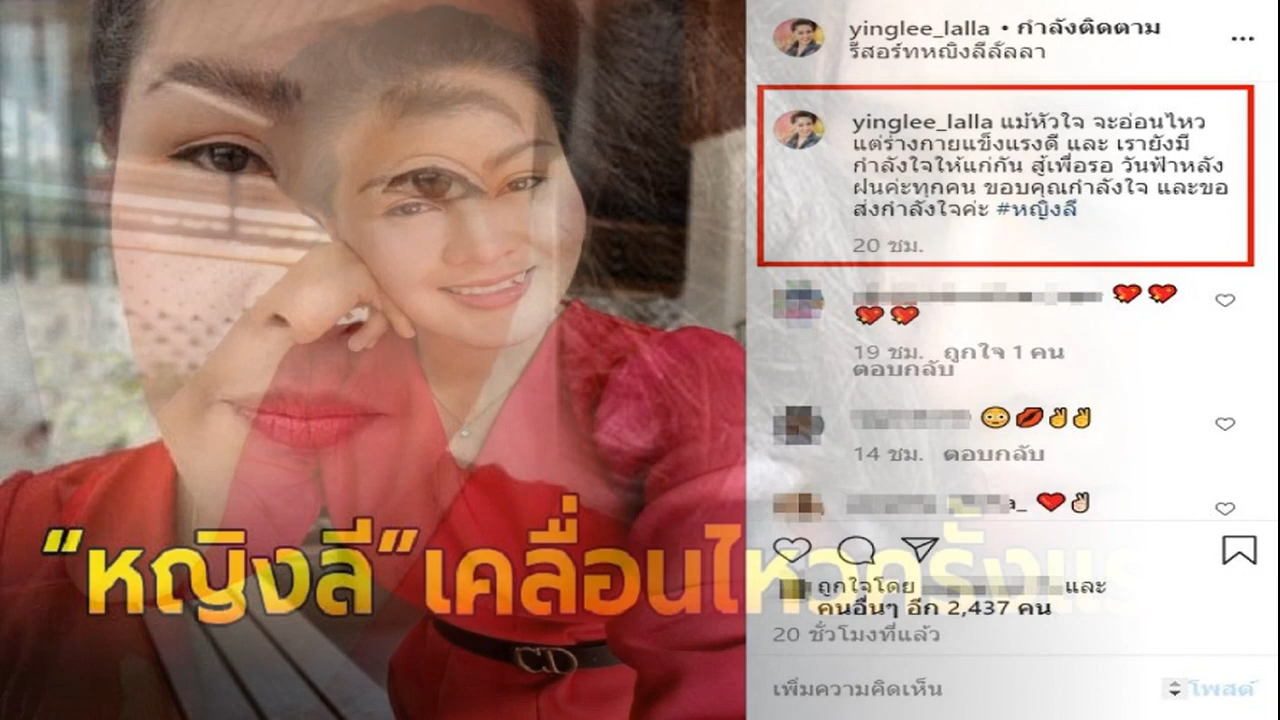 yinglee_lalla • กำลังติดตาม
รีสอร์ทหญิงลีลัลลา
yinglee_lalla แม้หัวใจ จะอ่อนไหว
แต่ร่างกายแข็งแรงดี และ เรายังมี
กำลังใจให้แก่กัน สู้เพื่อรอ วันฟ้าหลัง
ฝนค่ะทุกคน ขอบคุณกำลังใจ และขอ
ส่งกำลังใจค่ะ #หญิงลี
20 ชม.
19 ชม. ถูกใจ 1 คน
ตอบกลับ
14 ชม. ตอบกลับ
"หญิงลี" เคลื่อนไหวครั้งแร
ถูกใจโดย และ
คนอื่นๆ อีก 2,437 คน
20 ชั่วโมงที่แล้ว
เพิ่มความคิดเห็น
โพสต์
CD